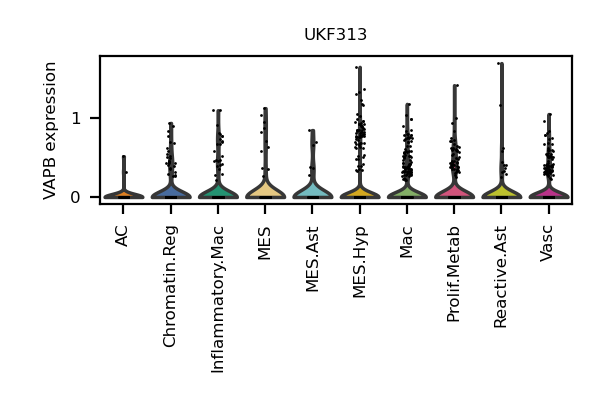 UKF313
VAPB expression
1
0
AC
Chromatin.Reg
Inflammatory.Mac
MES
MES.Ast
MES.Hyp
Mac
Prolif.Metab
Reactive.Ast
Vasc